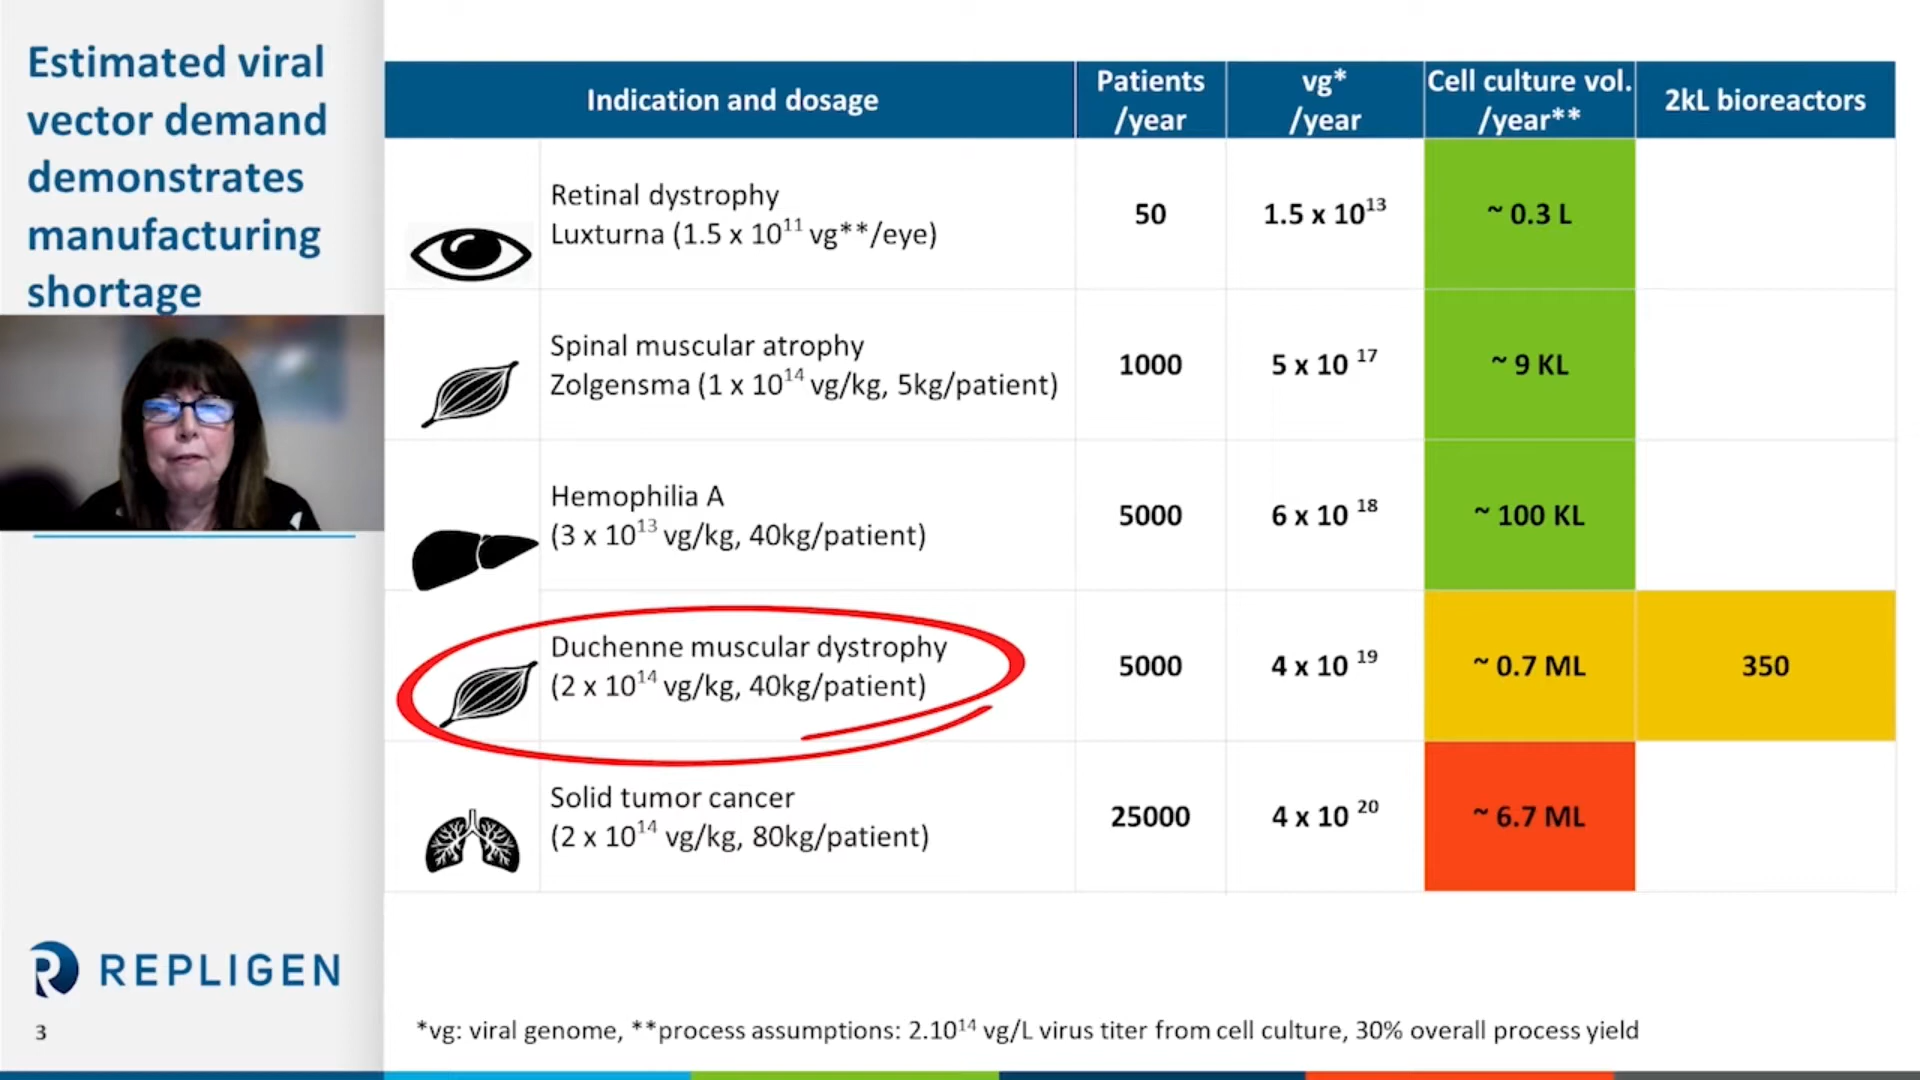 Estimated viral
vector demand
demonstrates
manufacturing
shortage
Indication and dosage
Patients
/year
vg*
/year
Cell culture vol.
/year**
2kL bioreactors
Retinal dystrophy
Luxturna (1.5 x 10¹¹ vg**/eye)
50
1.5 x 10¹³
~ 0.3 L
Spinal muscular atrophy
Zolgensma (1 x 10¹⁴ vg/kg, 5kg/patient)
1000
5 x 10 ¹⁷
~ 9 KL
Hemophilia A
(3 x 10¹³ vg/kg, 40kg/patient)
5000
6 x 10 ¹⁸
~ 100 KL
Duchenne muscular dystrophy
(2 x 10¹⁴ vg/kg, 40kg/patient)
5000
4 x 10 ¹⁹
~ 0.7 ML
350
Solid tumor cancer
(2 x 10¹⁴ vg/kg, 80kg/patient)
25000
4 x 10 ²⁰
~ 6.7 ML
REPLIGEN
3
*vg: viral genome, **process assumptions: 2.10¹⁴ vg/L virus titer from cell culture, 30% overall process yield